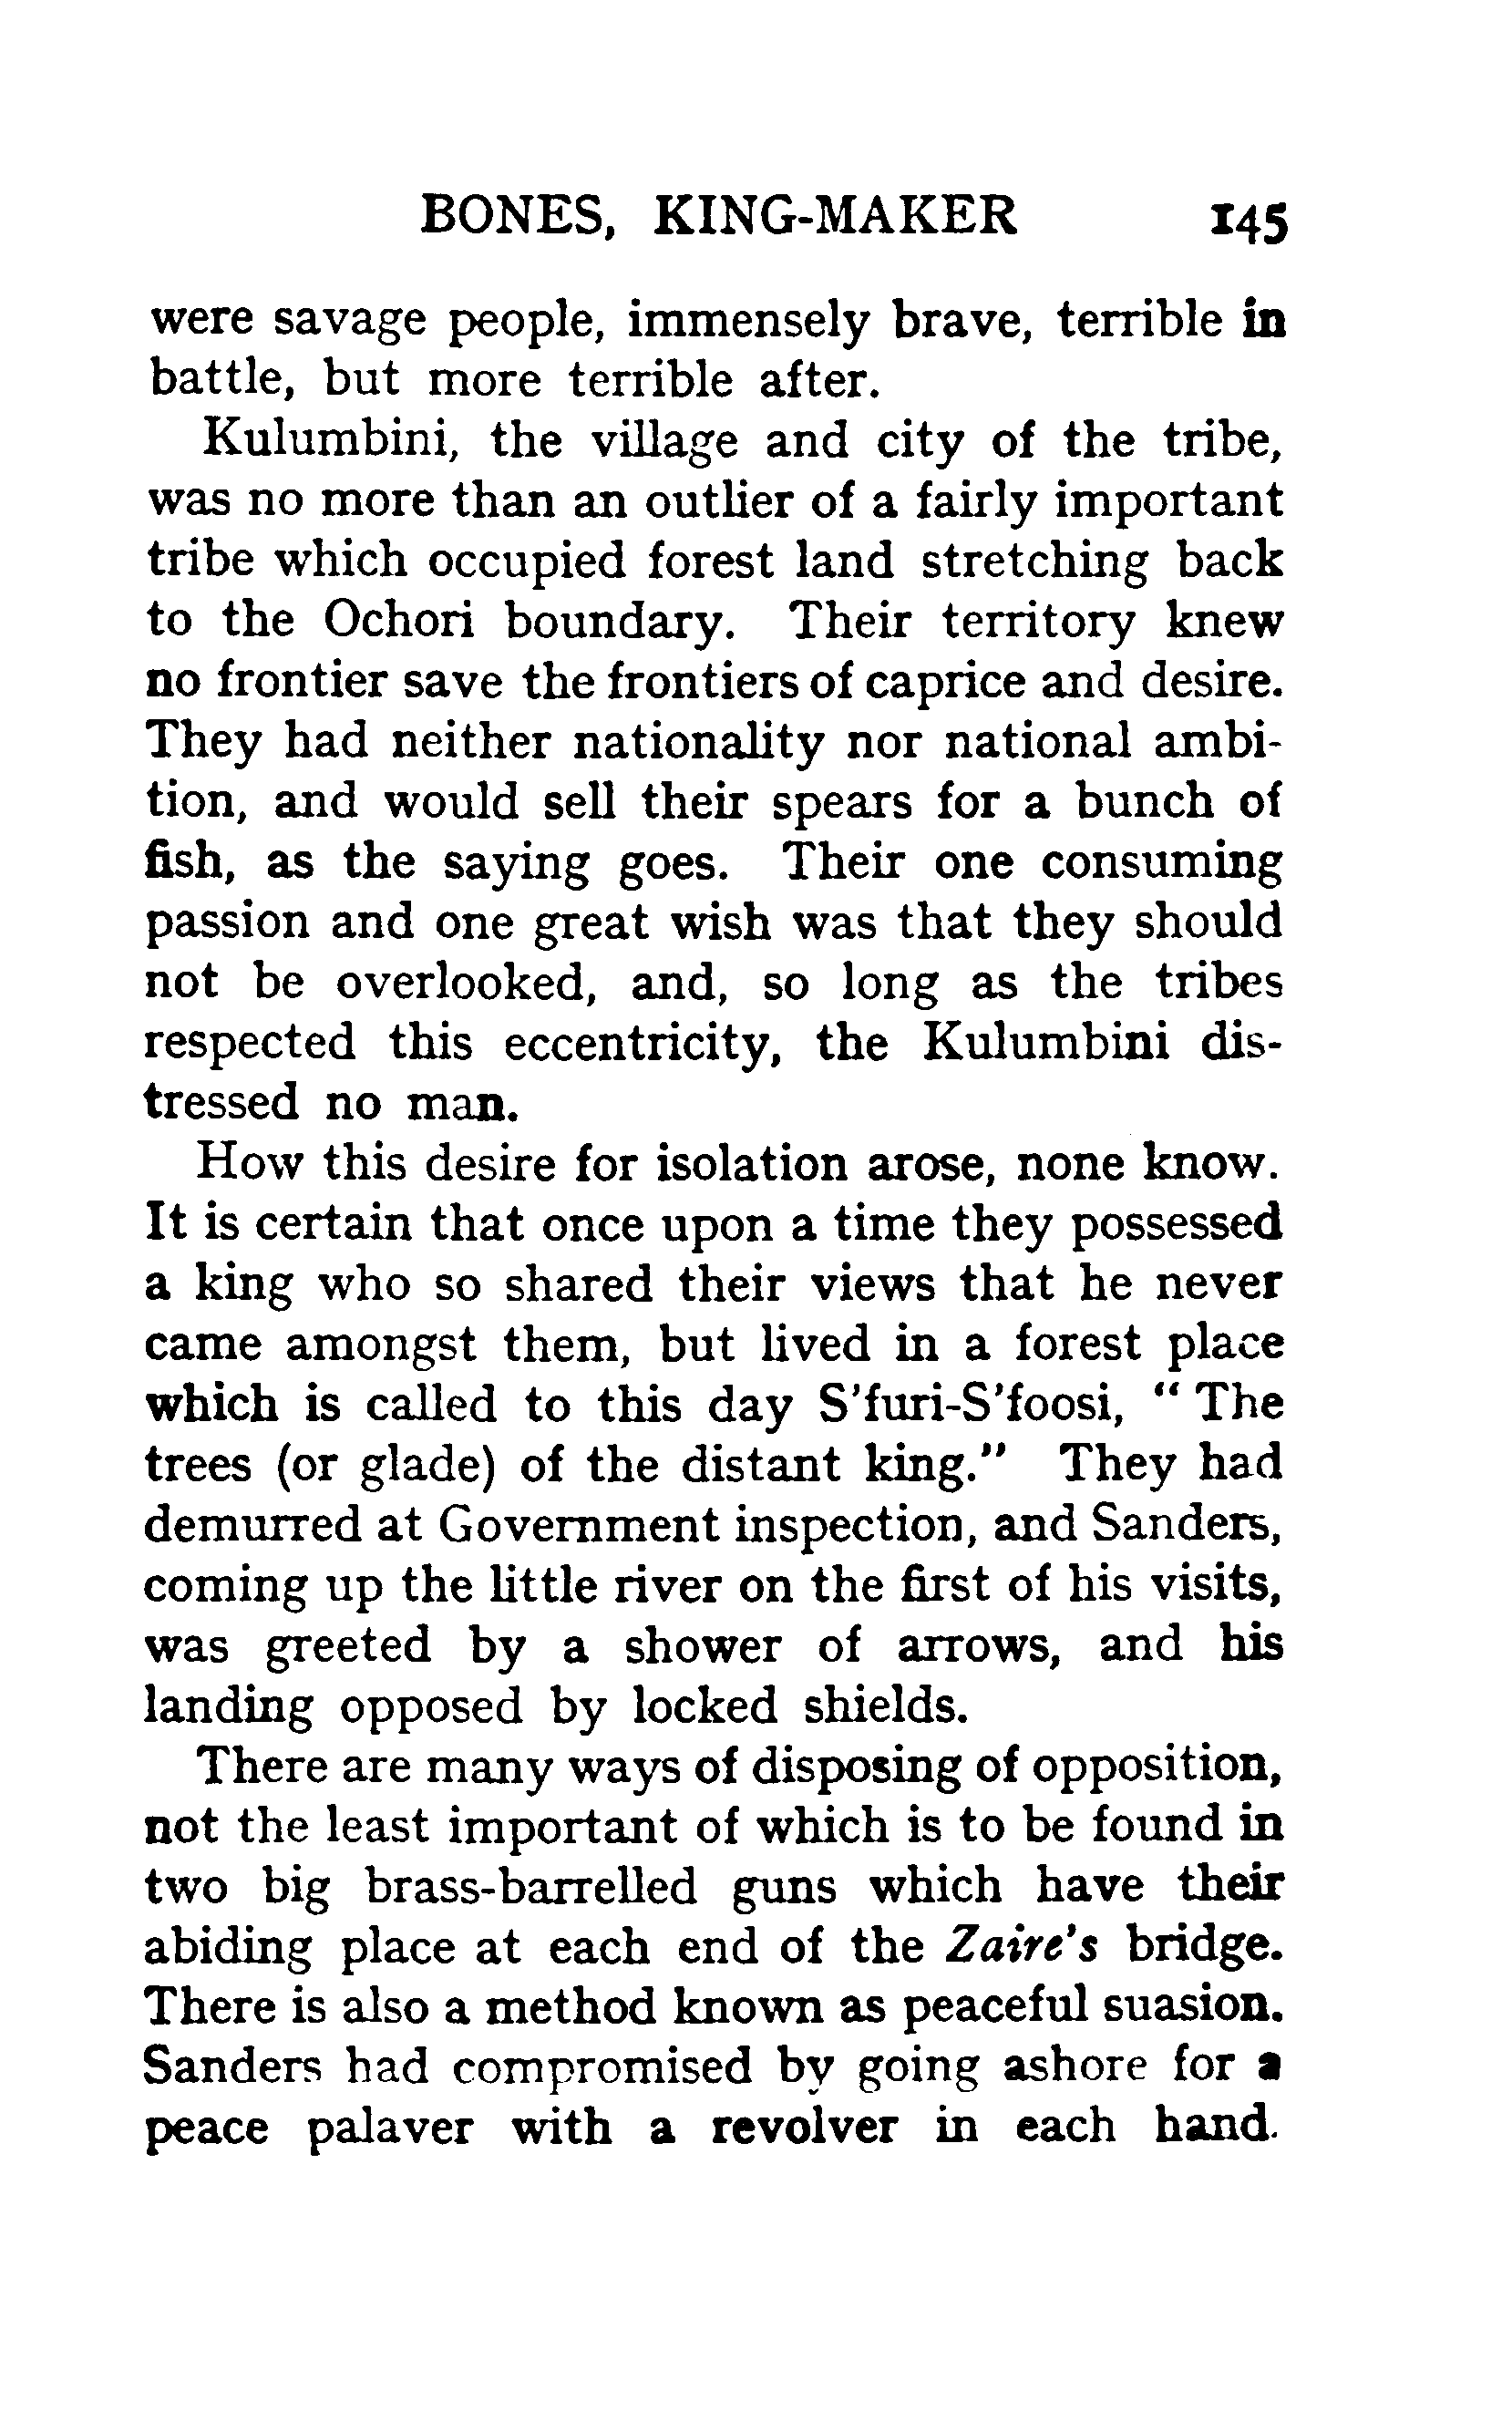 BONES, KING-MAKER 145
were savage people, immensely brave, terrible in
battle, but more terrible after.
Kulumbini, the village and city of the tribe,
was no more than an outlier of a fairly important
tribe which occupied forest land stretching back
to the Ochori boundary. Their territory knew
no frontier save the frontiers of caprice and desire.
They had neither nationality nor national ambi-
tion, and would sell their spears for a bunch of
fish, as the saying goes. Their one consuming
passion and one great wish was that they should
not be overlooked, and, so long as the tribes
respected this eccentricity, the Kulumbini dis-
tressed no man.
How this desire for isolation arose, none know.
It is certain that once upon a time they possessed
a king who so shared their views that he never
came amongst them, but lived in a forest place
which is called to this day S'furi-S'foosi, “ The
trees (or glade) of the distant king.” They had
demurred at Government inspection, and Sanders,
coming up the little river on the first of his visits,
was greeted by a shower of arrows, and his
landing opposed by locked shields.
There are many ways of disposing of opposition,
not the least important of which is to be found in
two big brass-barrelled guns which have their
abiding place at each end of the Zaire's bridge.
There is also a method known as peaceful suasion.
Sanders had compromised by going ashore for a
peace palaver with a revolver in each hand.